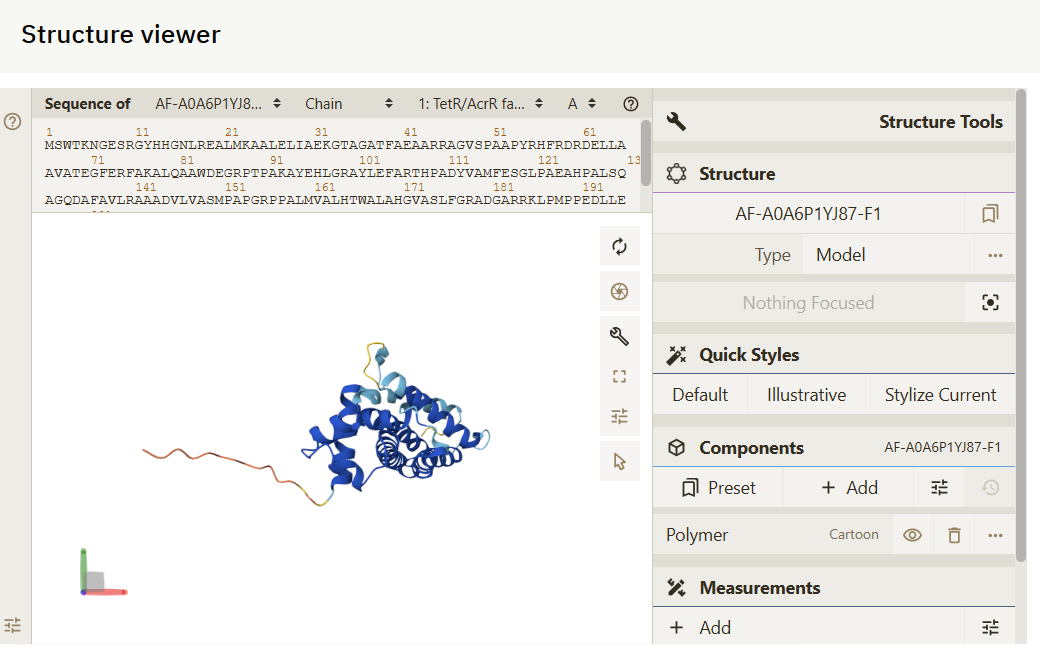 Structure viewer
Sequence of AF-A0A6P1YJ8... Chain 1: TetR/AcrR fa... A
1 11 21 31 41 51 61
MSWTKNGESRGYHHGNLREALMKAALELIAEKGTAGATFAEAARRAGVSPAAPYRHFRDRDELLA
71 81 91 101 111 121 13
AVATEGFERFAKALQAAWDEGRPTPAKAYEHLGRAYLEFARTHPADYVAMFESGLPAEAHPALSQ
141 151 161 171 181 191
AGQDAFAVLRAAADVLVASMPAPGRPPALMVALHTWALAHGVASLFGRADGARRKLPMPPEDLLE
Structure Tools
Structure
AF-A0A6P1YJ87-F1
Type Model
Nothing Focused
Quick Styles
Default Illustrative Stylize Current
Components AF-A0A6P1YJ87-F1
Preset + Add
Polymer Cartoon
Measurements
+ Add